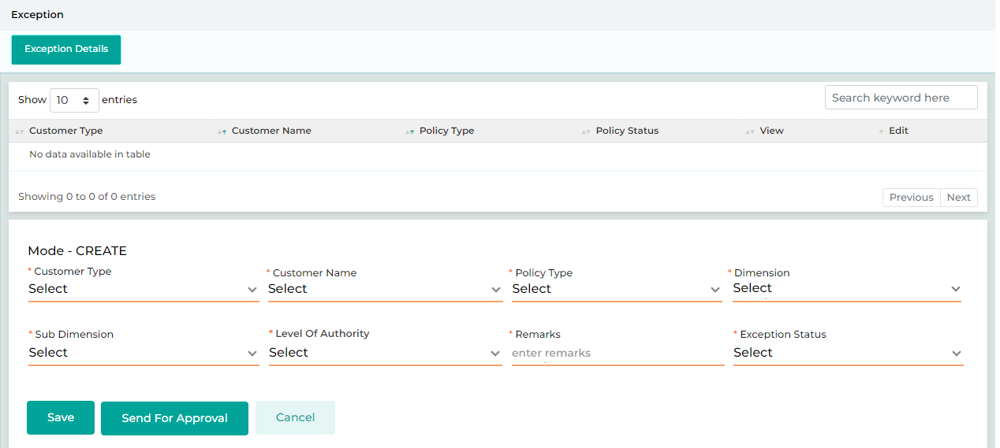 Exception
Exception Details
Show 10 entries
Search keyword here
Customer Type Customer Name Policy Type Policy Status View Edit
No data available in table
Showing 0 to 0 of 0 entries
Previous Next
Mode - CREATE
* Customer Type * Customer Name * Policy Type * Dimension
Select Select Select Select
* Sub Dimension * Level Of Authority * Remarks * Exception Status
Select Select enter remarks Select
Save Send For Approval Cancel